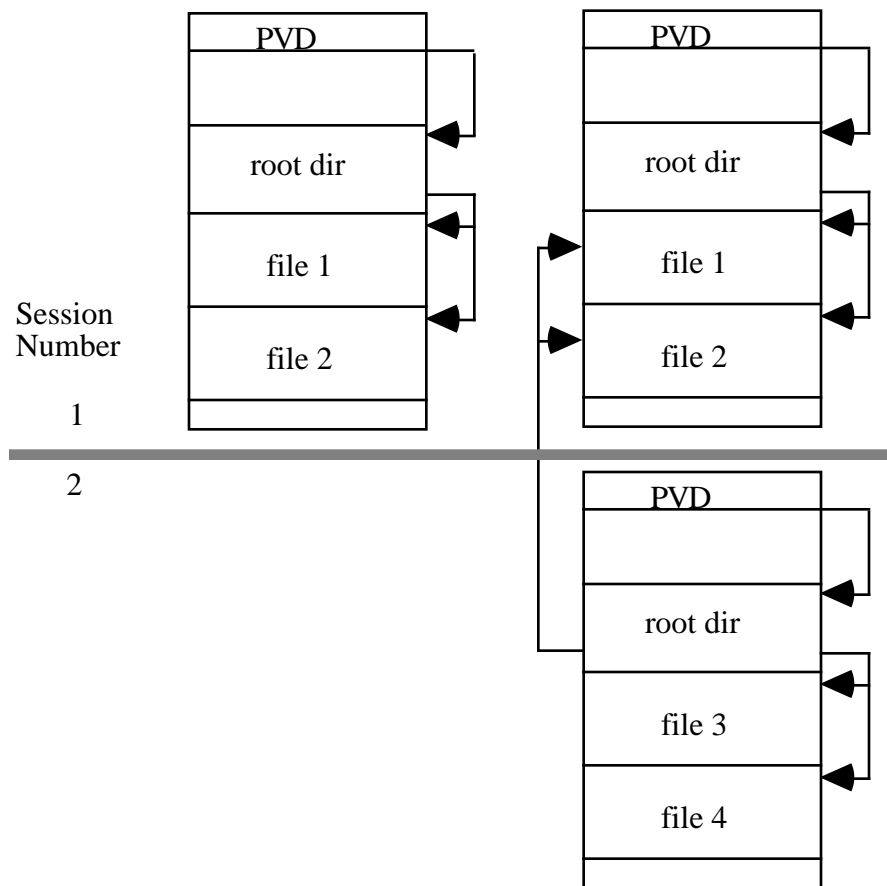 PVD
root dir
file 1
file 2
PVD
root dir
file 1
file 2
Session
Number
1
2
PVD
root dir
file 3
file 4